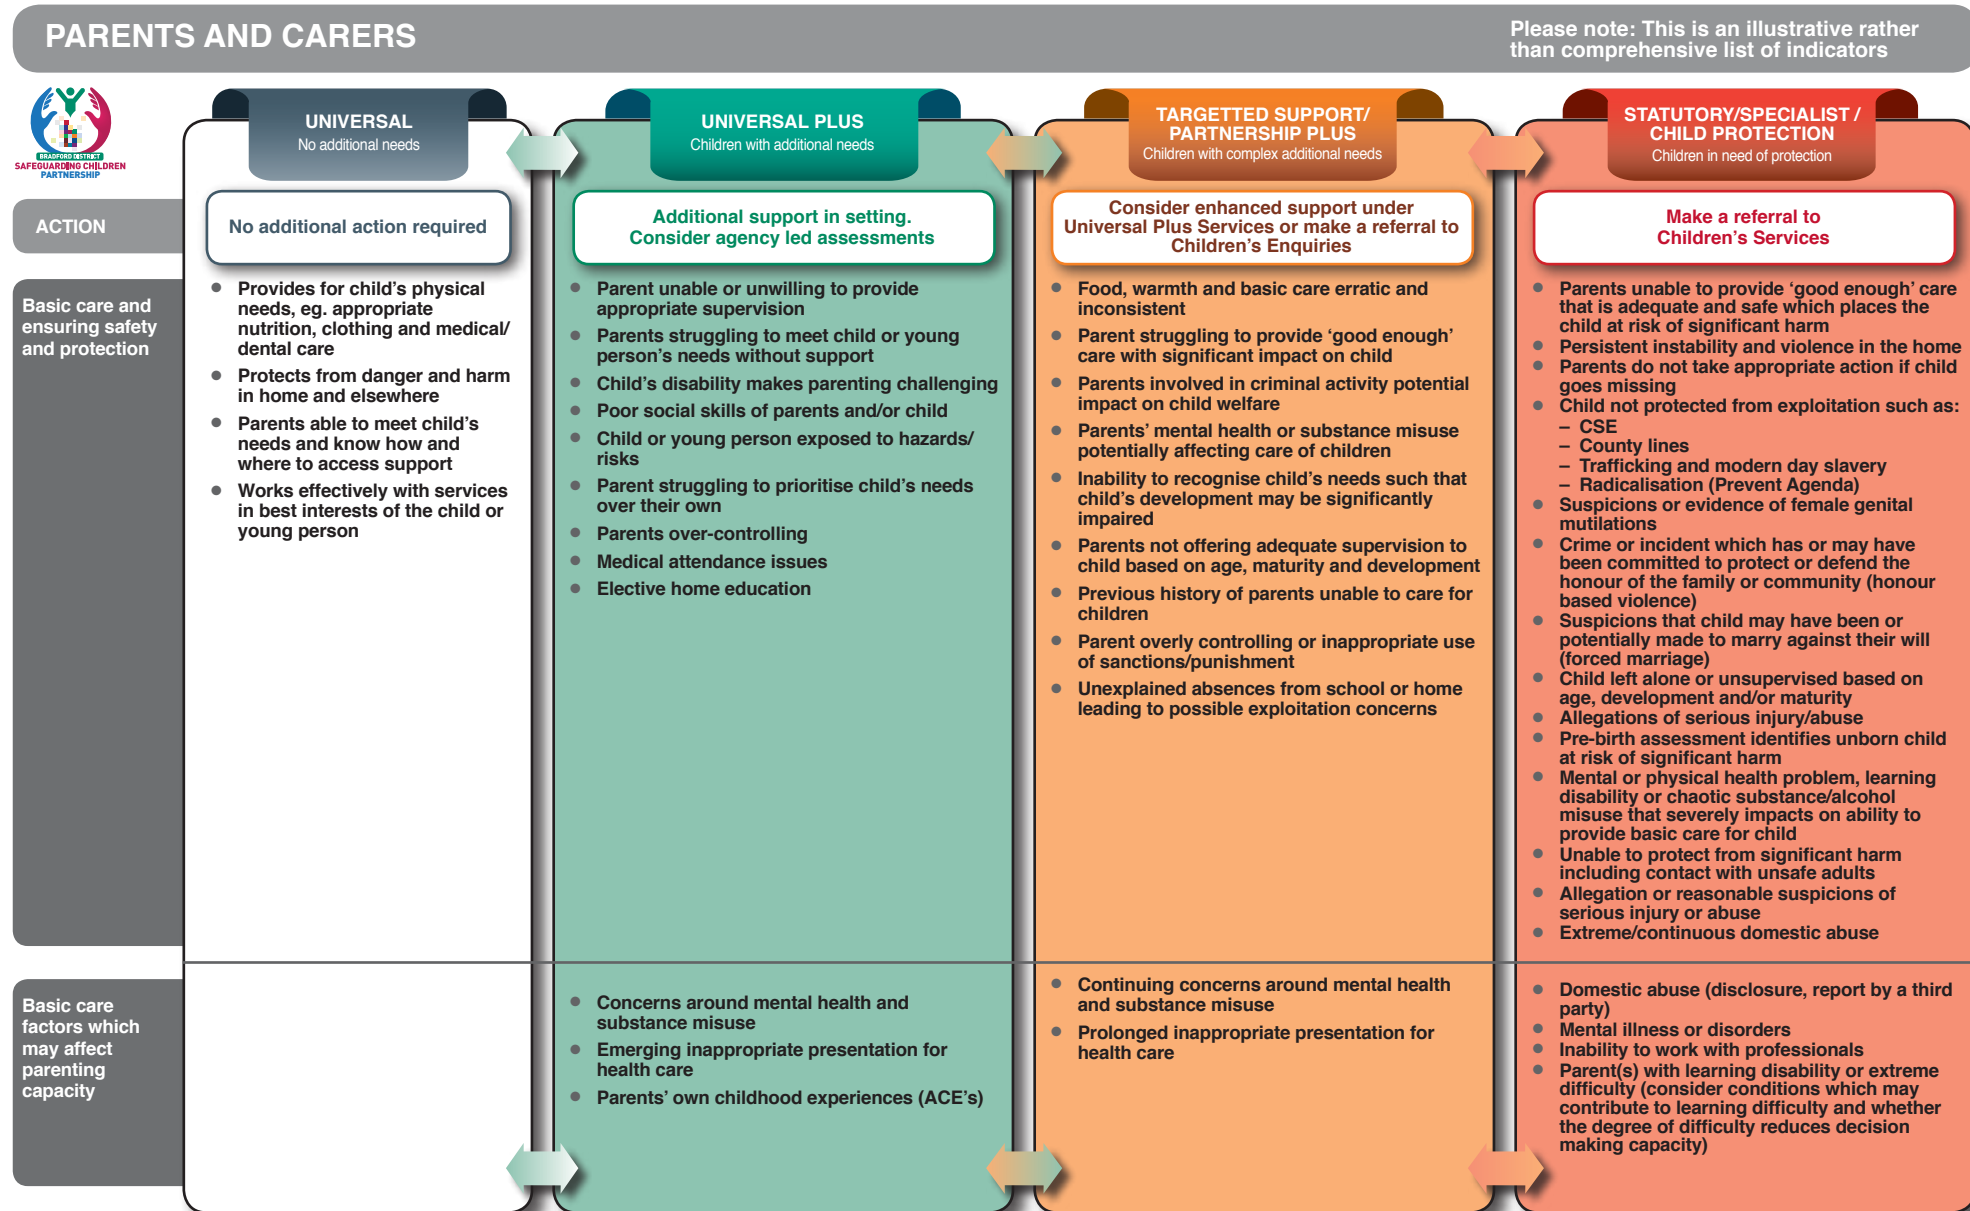 PARENTS AND CARERS
Please note: This is an illustrative rather
than comprehensive list of indicators
BRADFORD DISTRICT
SAFEGUARDING CHILDREN
PARTNERSHIP
UNIVERSAL
No additional needs
UNIVERSAL PLUS
Children with additional needs
TARGETTED SUPPORT/
PARTNERSHIP PLUS
Children with complex additional needs
STATUTORY/SPECIALIST /
CHILD PROTECTION
Children in need of protection
ACTION
No additional action required
Additional support in setting.
Consider agency led assessments
Consider enhanced support under
Universal Plus Services or make a referral to
Children's Enquiries
Make a referral to
Children's Services
Basic care and
ensuring safety
and protection
• Provides for child's physical
needs, eg. appropriate
nutrition, clothing and medical/
dental care
• Protects from danger and harm
in home and elsewhere
• Parents able to meet child's
needs and know how and
where to access support
• Works effectively with services
in best interests of the child or
young person
• Parent unable or unwilling to provide
appropriate supervision
• Parents struggling to meet child or young
person's needs without support
• Child's disability makes parenting challenging
• Poor social skills of parents and/or child
• Child or young person exposed to hazards/
risks
• Parent struggling to prioritise child's needs
over their own
• Parents over-controlling
• Medical attendance issues
• Elective home education
• Food, warmth and basic care erratic and
inconsistent
• Parent struggling to provide 'good enough'
care with significant impact on child
• Parents involved in criminal activity potential
impact on child welfare
• Parents' mental health or substance misuse
potentially affecting care of children
• Inability to recognise child's needs such that
child's development may be significantly
impaired
• Parents not offering adequate supervision to
child based on age, maturity and development
• Previous history of parents unable to care for
children
• Parent overly controlling or inappropriate use
of sanctions/punishment
• Unexplained absences from school or home
leading to possible exploitation concerns
• Parents unable to provide 'good enough' care
that is adequate and safe which places the
child at risk of significant harm
• Persistent instability and violence in the home
• Parents do not take appropriate action if child
goes missing
• Child not protected from exploitation such as:
– CSE
– County lines
– Trafficking and modern day slavery
– Radicalisation (Prevent Agenda)
• Suspicions or evidence of female genital
mutilations
• Crime or incident which has or may have
been committed to protect or defend the
honour of the family or community (honour
based violence)
• Suspicions that child may have been or
potentially made to marry against their will
(forced marriage)
• Child left alone or unsupervised based on
age, development and/or maturity
• Allegations of serious injury/abuse
• Pre-birth assessment identifies unborn child
at risk of significant harm
• Mental or physical health problem, learning
disability or chaotic substance/alcohol
misuse that severely impacts on ability to
provide basic care for child
• Unable to protect from significant harm
including contact with unsafe adults
• Allegation or reasonable suspicions of
serious injury or abuse
• Extreme/continuous domestic abuse
Basic care
factors which
may affect
parenting
capacity
• Concerns around mental health and
substance misuse
• Emerging inappropriate presentation for
health care
• Parents' own childhood experiences (ACE's)
• Continuing concerns around mental health
and substance misuse
• Prolonged inappropriate presentation for
health care
• Domestic abuse (disclosure, report by a third
party)
• Mental illness or disorders
• Inability to work with professionals
• Parent(s) with learning disability or extreme
difficulty (consider conditions which may
contribute to learning difficulty and whether
the degree of difficulty reduces decision
making capacity)